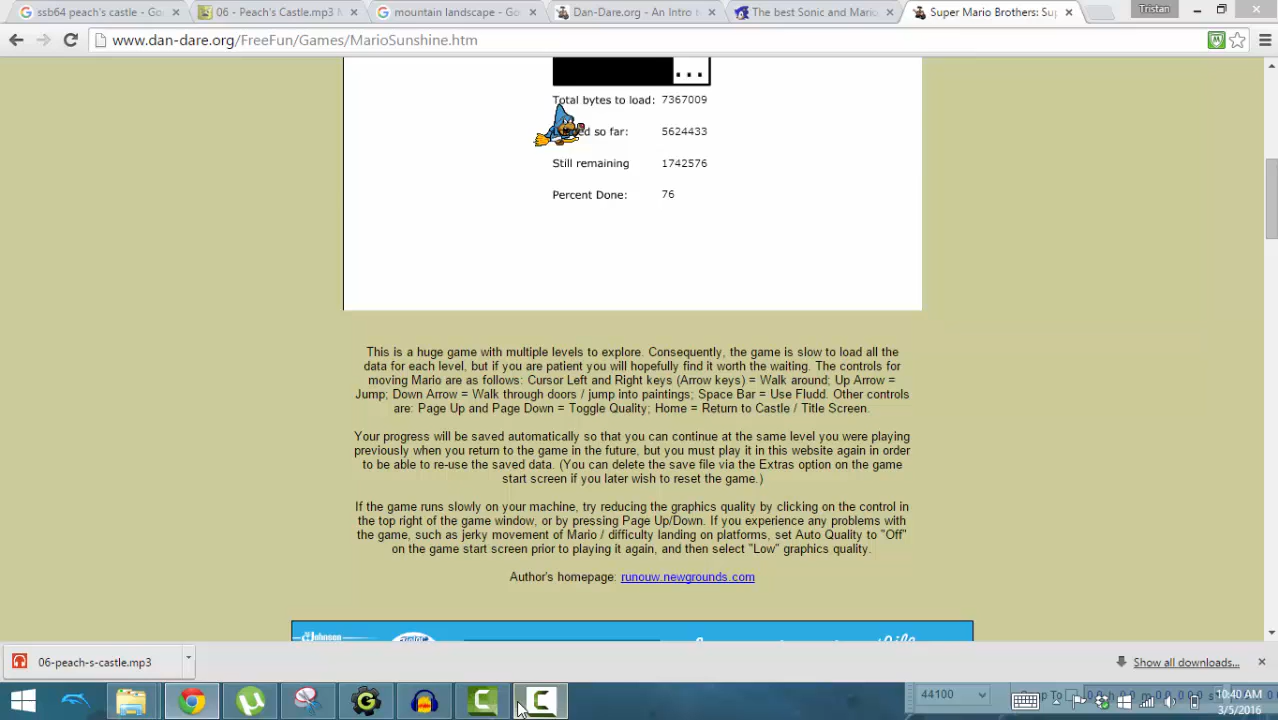 ssb64 peach's castle - Go
06 - Peach's Castle.mp3 M
mountain landscape - Go
Dan-Dare.org - An Intro t
The best Sonic and Mario
Super Mario Brothers: Sup
Tristan
www.dan-dare.org/FreeFun/Games/MarioSunshine.htm
...
Total bytes to load: 7367009
so far: 5624433
Still remaining 1742576
Percent Done: 76
This is a huge game with multiple levels to explore. Consequently, the game is slow to load all the
data for each level, but if you are patient you will hopefully find it worth the waiting. The controls for
moving Mario are as follows: Cursor Left and Right keys (Arrow keys) = Walk around; Up Arrow =
Jump; Down Arrow = Walk through doors / jump into paintings; Space Bar = Use Fludd. Other controls
are: Page Up and Page Down = Toggle Quality; Home = Return to Castle / Title Screen.
Your progress will be saved automatically so that you can continue at the same level you were playing
previously when you return to the game in the future, but you must play it in this website again in order
to be able to re-use the saved data. (You can delete the save file via the Extras option on the game
start screen if you later wish to reset the game.)
If the game runs slowly on your machine, try reducing the graphics quality by clicking on the control in
the top right of the game window, or by pressing Page Up/Down. If you experience any problems with
the game, such as jerky movement of Mario / difficulty landing on platforms, set Auto Quality to "Off"
on the game start screen prior to playing it again, and then select "Low" graphics quality.
Author's homepage: runouw.newgrounds.com
Johnson
06-peach-s-castle.mp3
Show all downloads...
44100
10:40 AM
3/5/2016